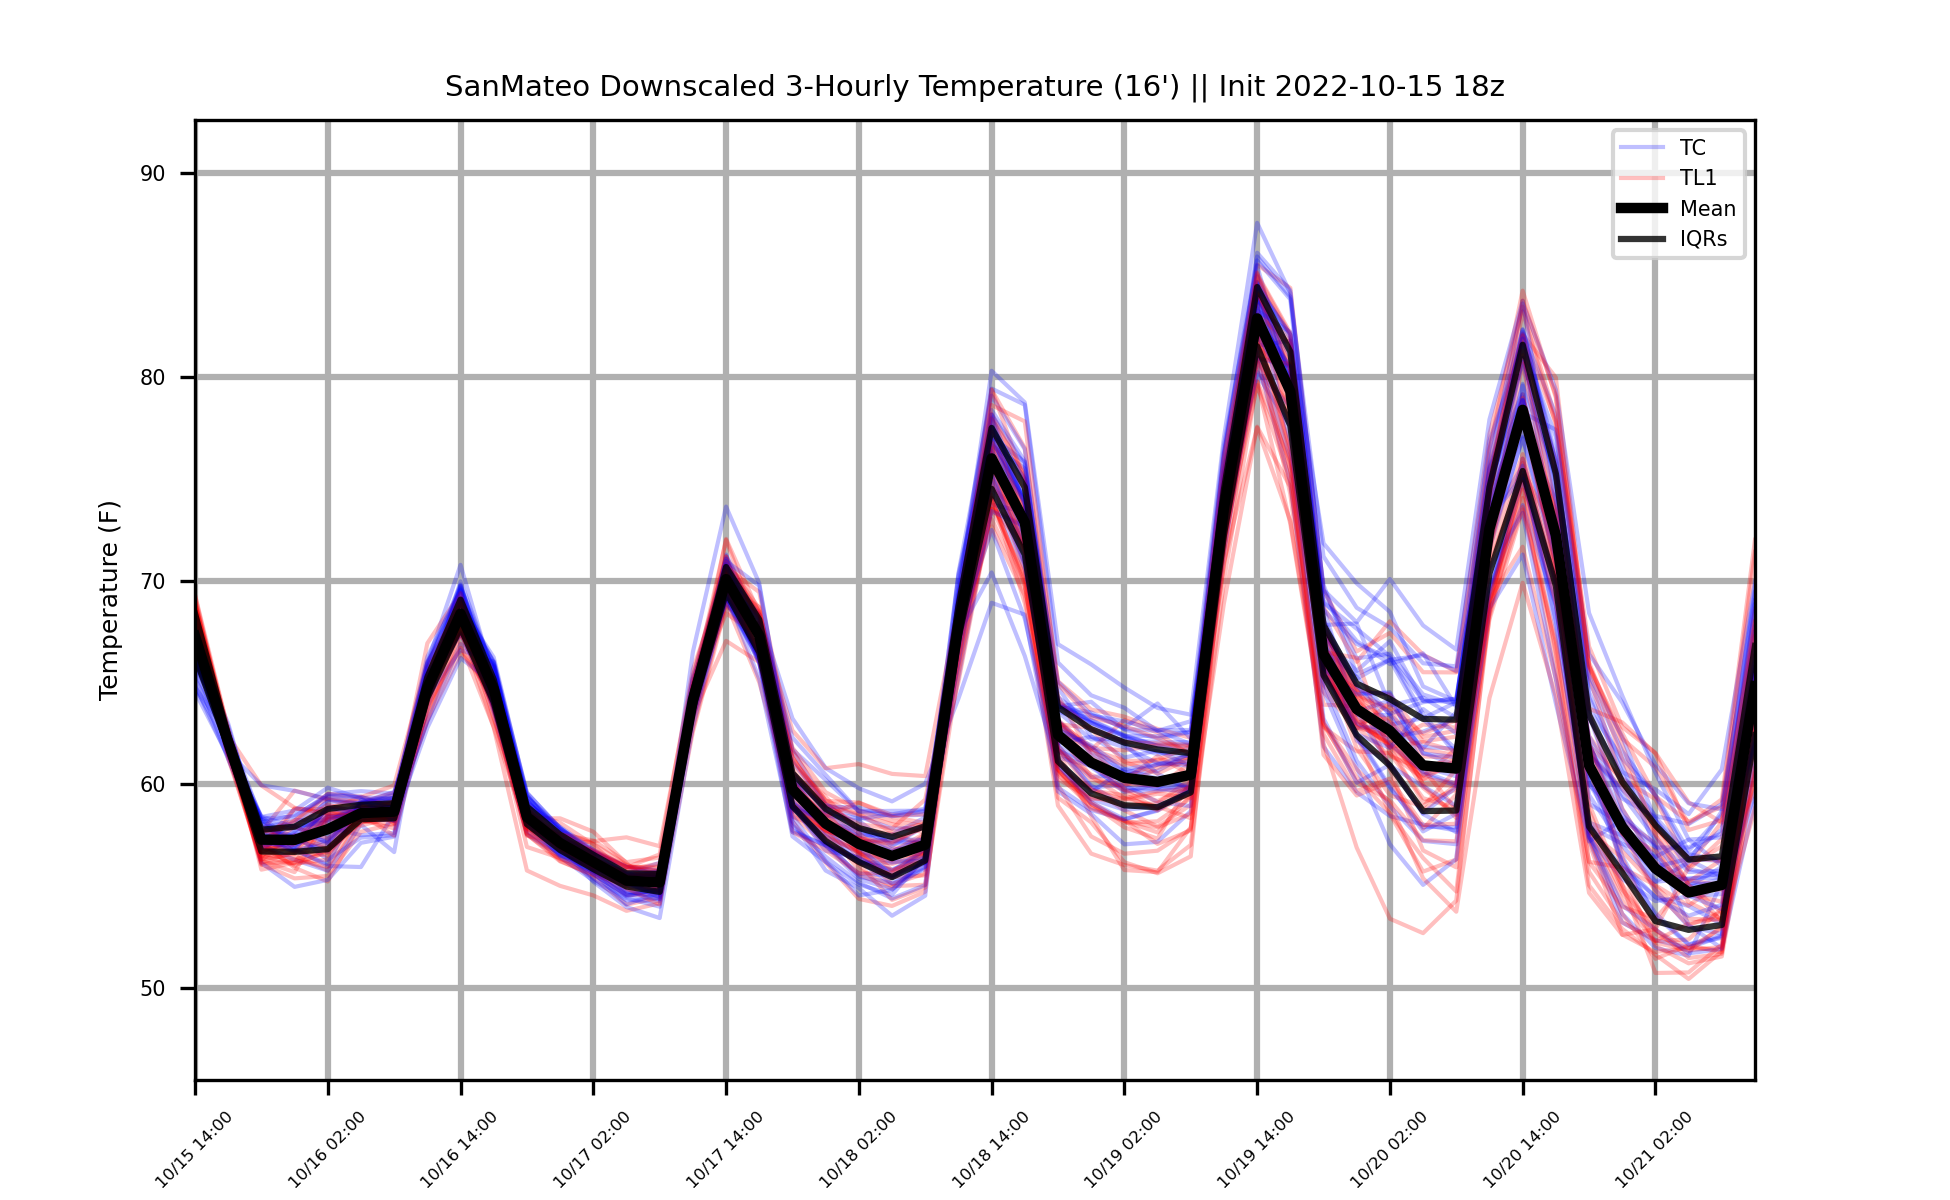 SanMateo Downscaled 3-Hourly Temperature (16') || Init 2022-10-15 18z
TC
TL1
Mean
IQRs
Temperature (F)
90
80
70
60
50
10/15 14:00
10/16 02:00
10/16 14:00
10/17 02:00
10/17 14:00
10/18 02:00
10/18 14:00
10/19 02:00
10/19 14:00
10/20 02:00
10/20 14:00
10/21 02:00